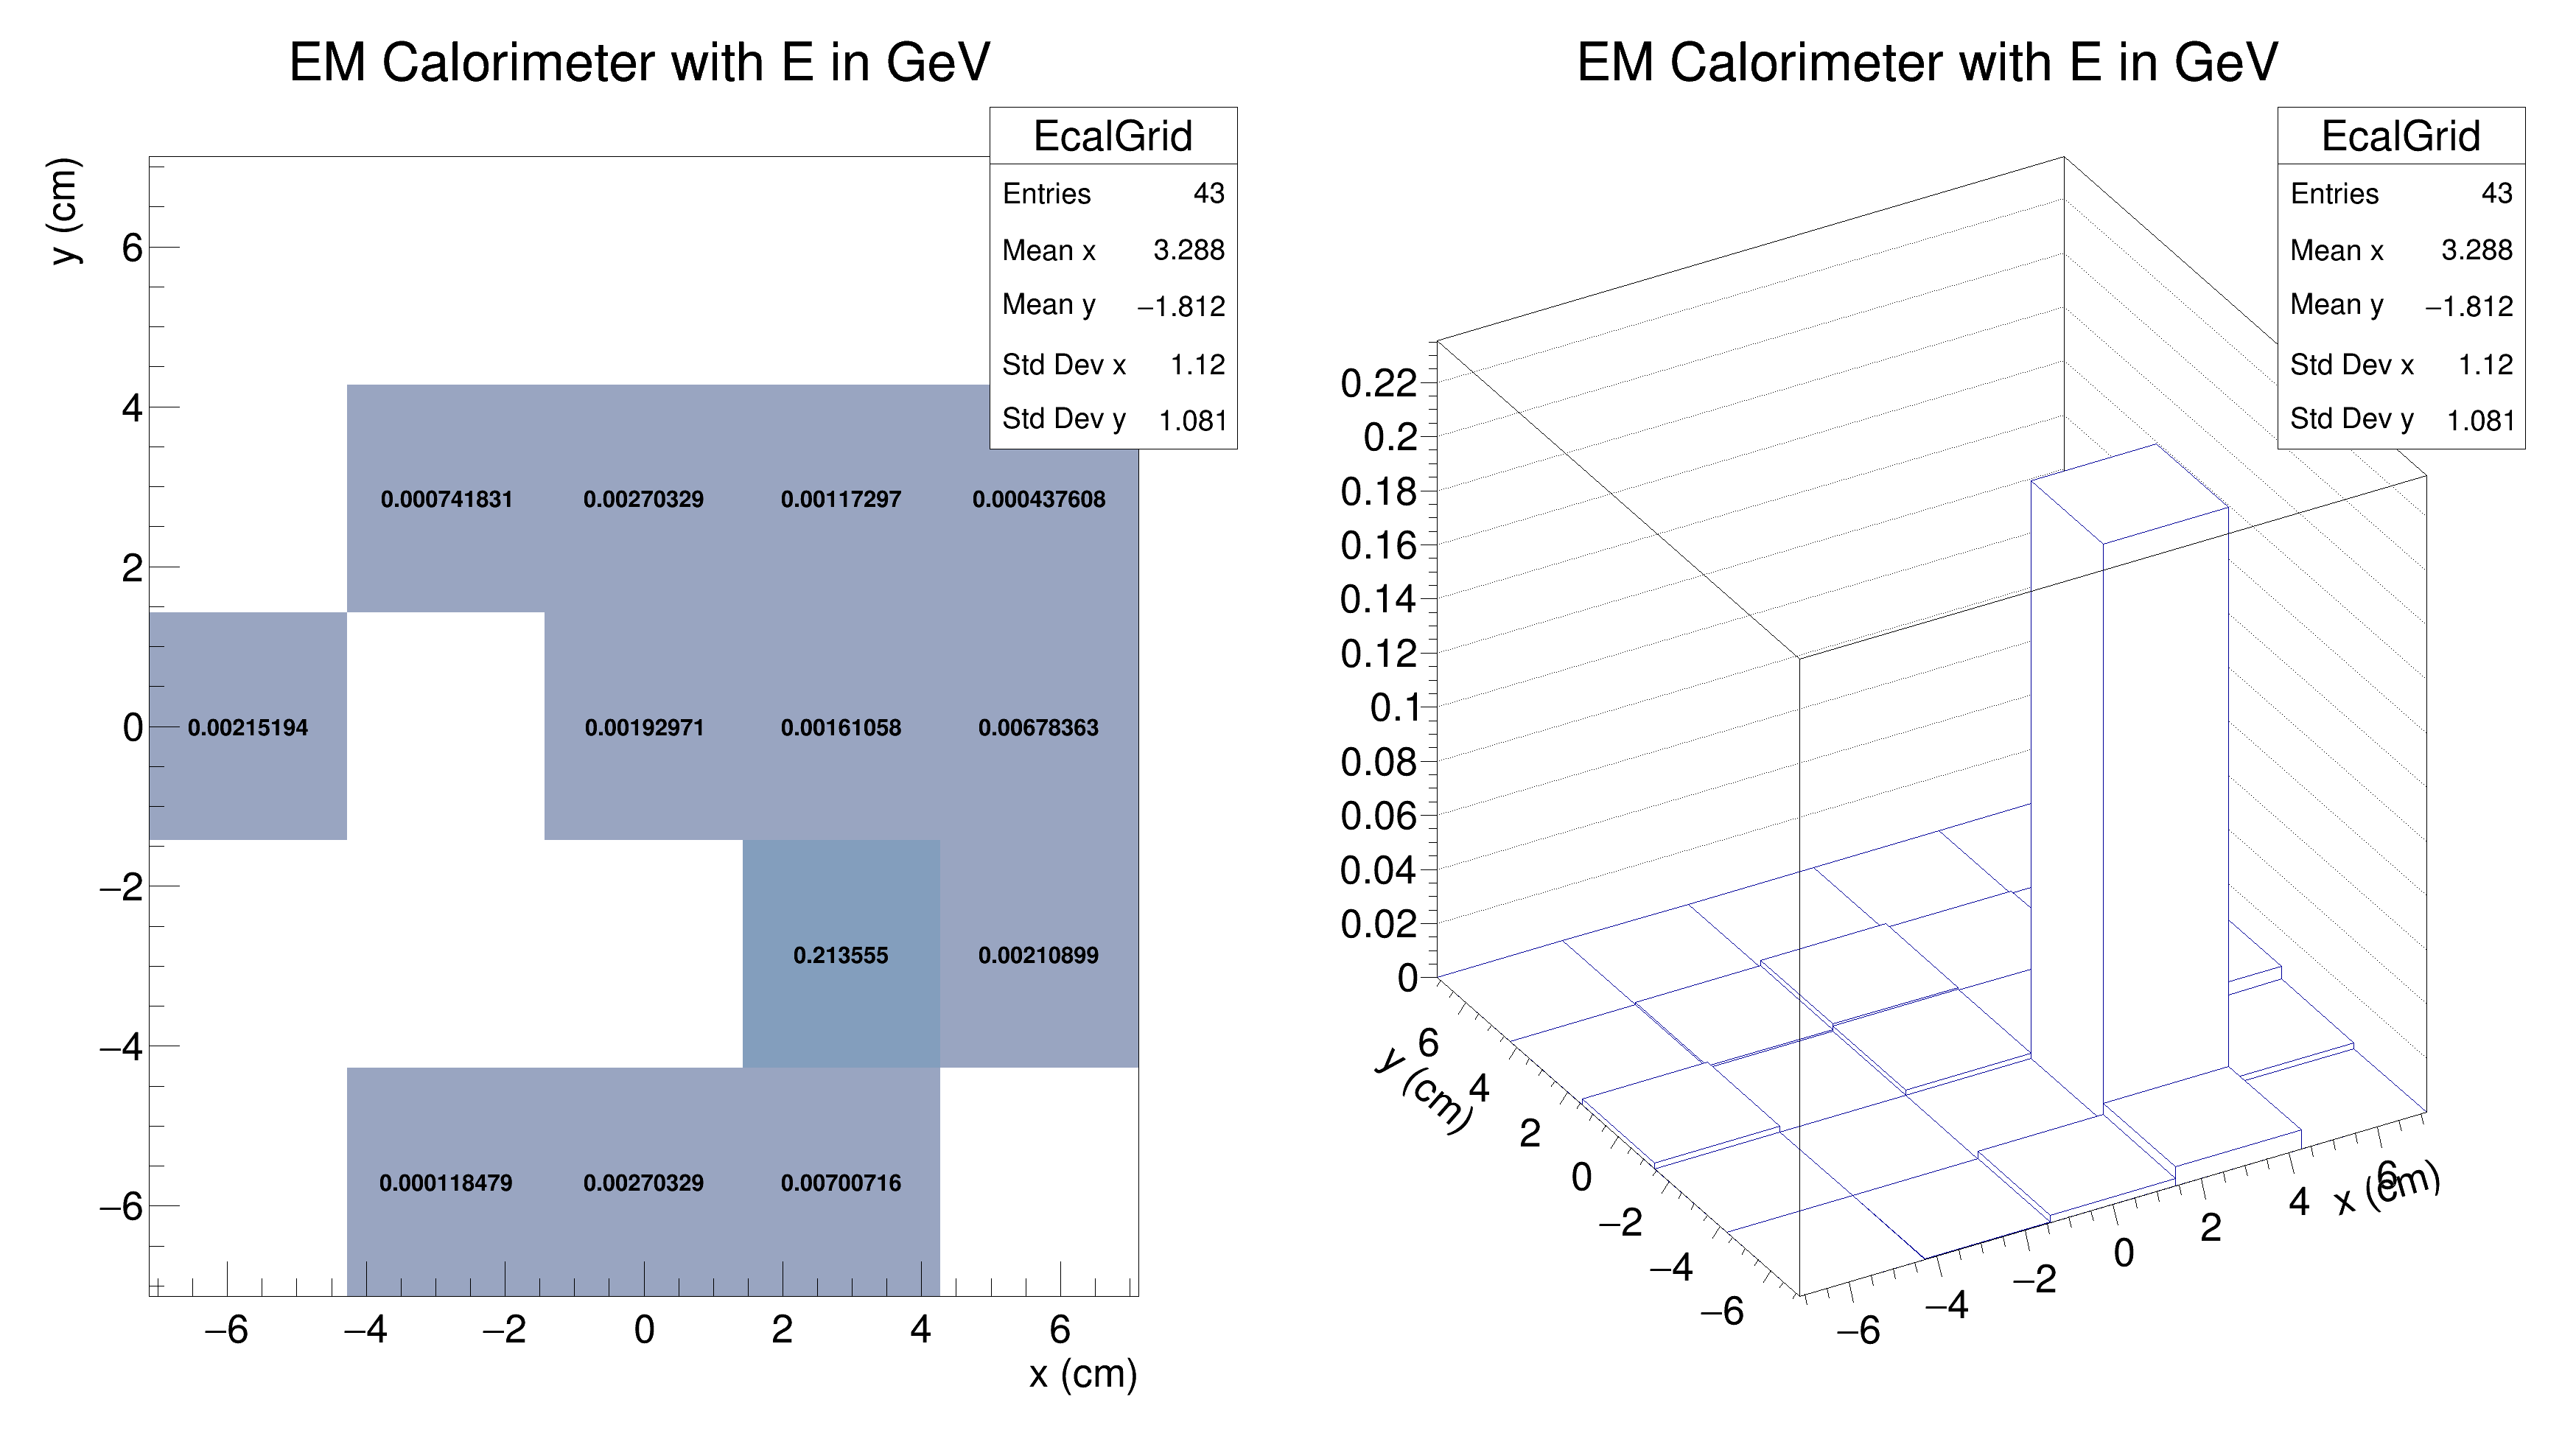 EM Calorimeter with E in GeV
EcalGrid
Entries 43
Mean x 3.288
Mean y −1.812
Std Dev x 1.12
Std Dev y 1.081
y (cm)
6
4
2
0
−2
−4
−6
0.000741831 0.00270329 0.00117297 0.000437608
0.00215194 0.00192971 0.00161058 0.00678363
0.213555 0.00210899
0.000118479 0.00270329 0.00700716
−6 −4 −2 0 2 4 6
x (cm)
EM Calorimeter with E in GeV
EcalGrid
Entries 43
Mean x 3.288
Mean y −1.812
Std Dev x 1.12
Std Dev y 1.081
0.22
0.2
0.18
0.16
0.14
0.12
0.1
0.08
0.06
0.04
0.02
0
y (cm)
6
4
2
0
−2
−4
−6
−6 −4 −2 0 2 4 6
x (cm)